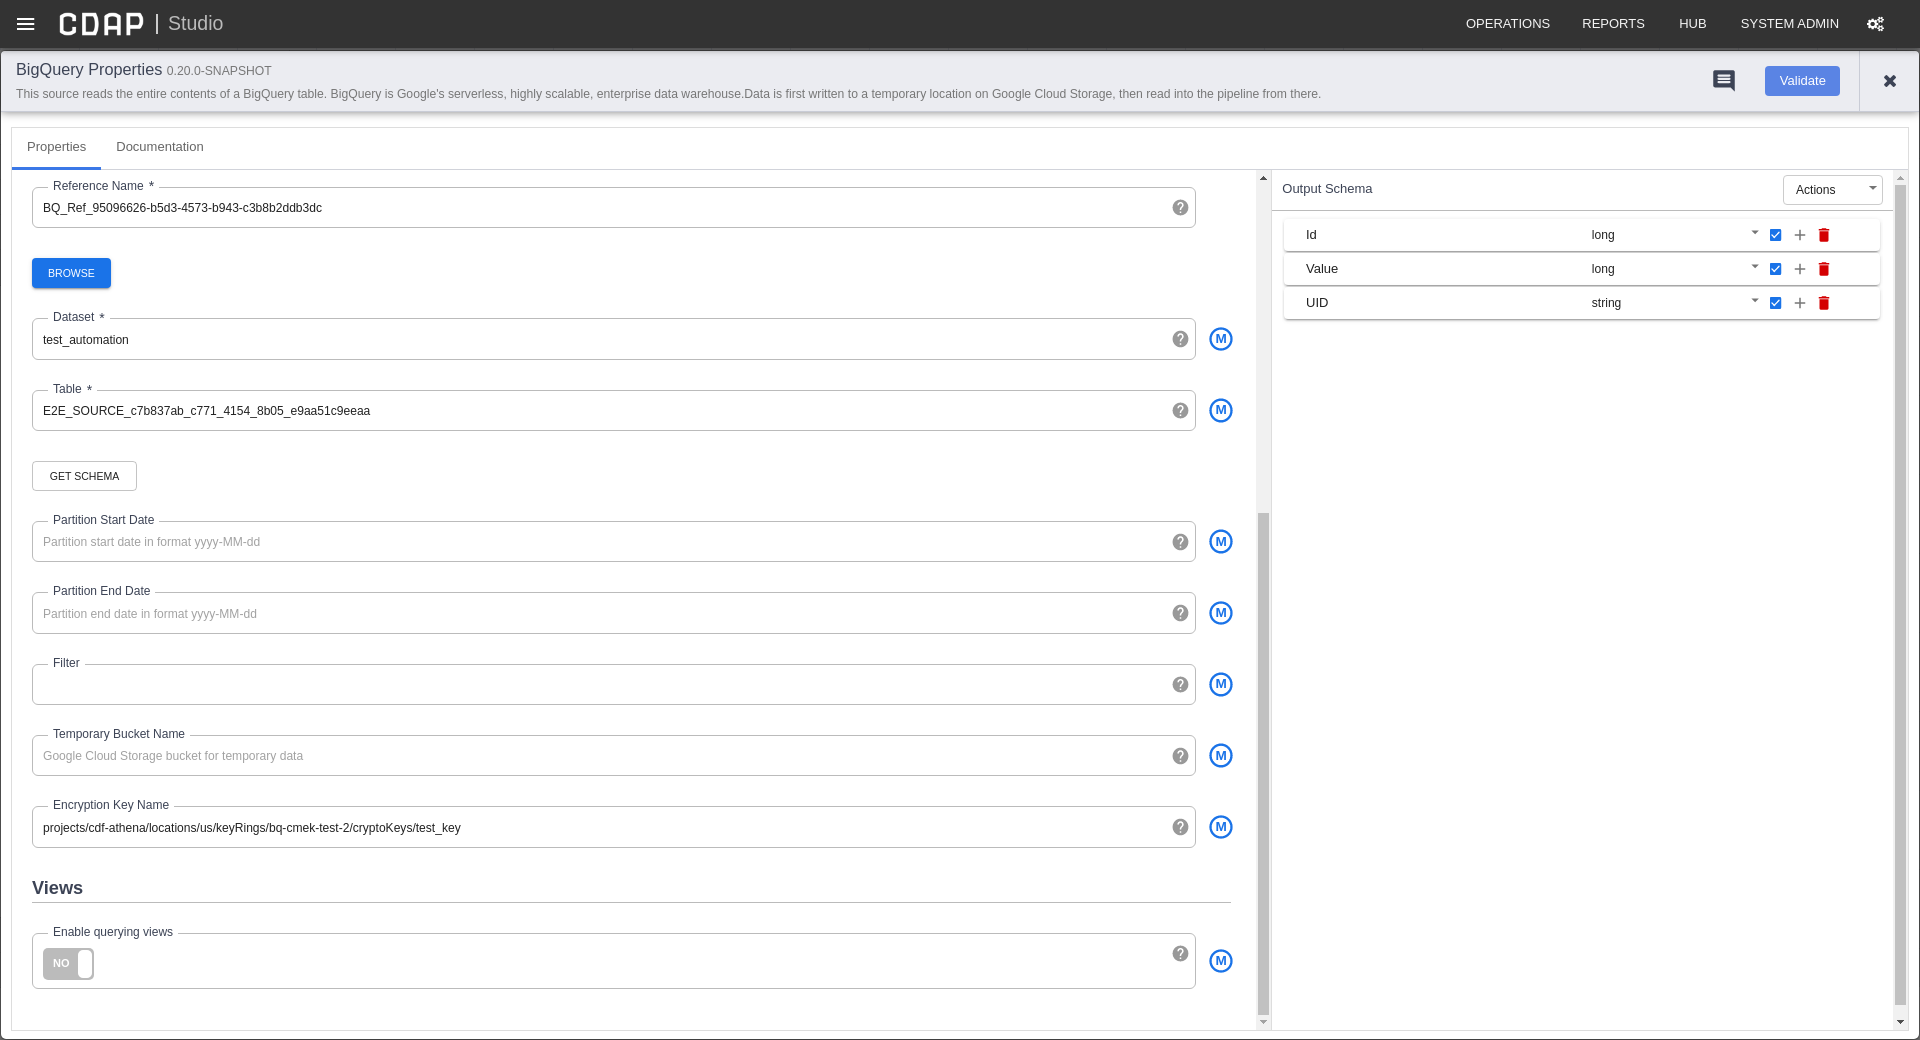 CDAP | Studio
OPERATIONS REPORTS HUB SYSTEM ADMIN
BigQuery Properties 0.20.0-SNAPSHOT
This source reads the entire contents of a BigQuery table. BigQuery is Google's serverless, highly scalable, enterprise data warehouse.Data is first written to a temporary location on Google Cloud Storage, then read into the pipeline from there.
Validate
Properties Documentation
Reference Name *
BQ_Ref_95096626-b5d3-4573-b943-c3b8b2ddb3dc
BROWSE
Dataset *
test_automation
M
Table *
E2E_SOURCE_c7b837ab_c771_4154_8b05_e9aa51c9eeaa
M
GET SCHEMA
Partition Start Date
Partition start date in format yyyy-MM-dd
M
Partition End Date
Partition end date in format yyyy-MM-dd
M
Filter
M
Temporary Bucket Name
Google Cloud Storage bucket for temporary data
M
Encryption Key Name
projects/cdf-athena/locations/us/keyRings/bq-cmek-test-2/cryptoKeys/test_key
M
Views
Enable querying views
NO
M
Output Schema
Actions
Id long
Value long
UID string